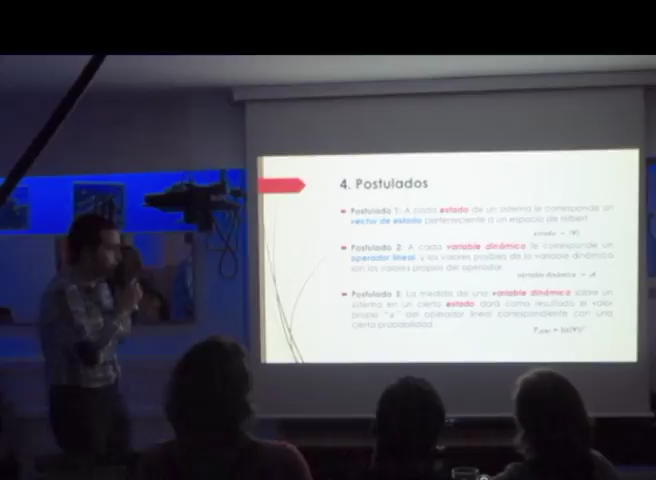 4. Postulados
Postulado 1: A cada estado de un sistema le corresponde un
vector de estado perteneciente a un espacio de Hilbert
estado → |Ψ⟩
Postulado 2: A cada variable dinámica le corresponde un
operador lineal y los valores posibles de la variable dinámica
son los valores propios del operador.
variable dinámica → A
Postulado 3: La medida de una variable dinámica sobre un
sistema en un cierto estado dará como resultado el valor
propio "a" del operador lineal correspondiente con una
cierta probabilidad.